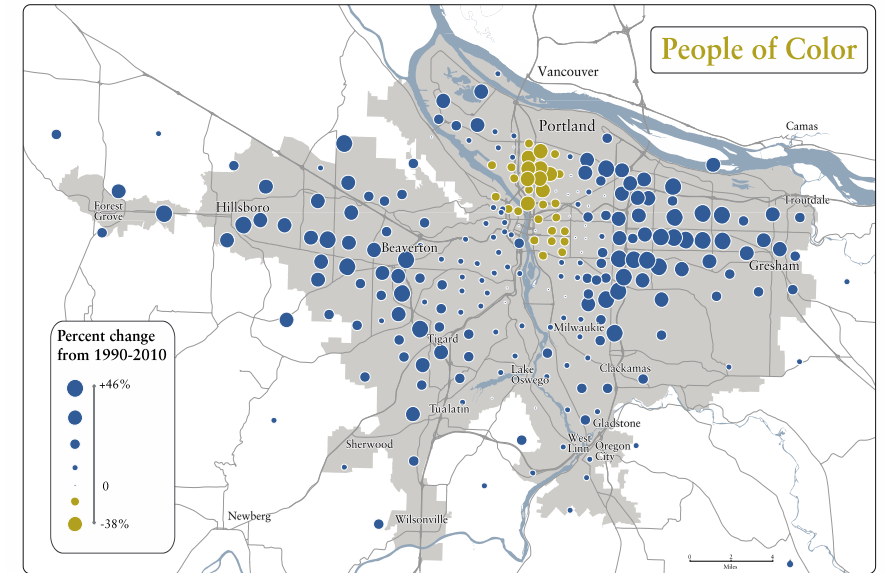 People of Color
Vancouver
Portland
Camas
Troutdale
Forest
Grove
Hillsboro
Beaverton
Gresham
Percent change
from 1990-2010
+46%
0
-38%
Milwaukie
Tigard
Lake
Oswego
Clackamas
Tualatin
Gladstone
Sherwood
West
Linn
Oregon
City
Newberg
Wilsonville
0 2 4
Miles